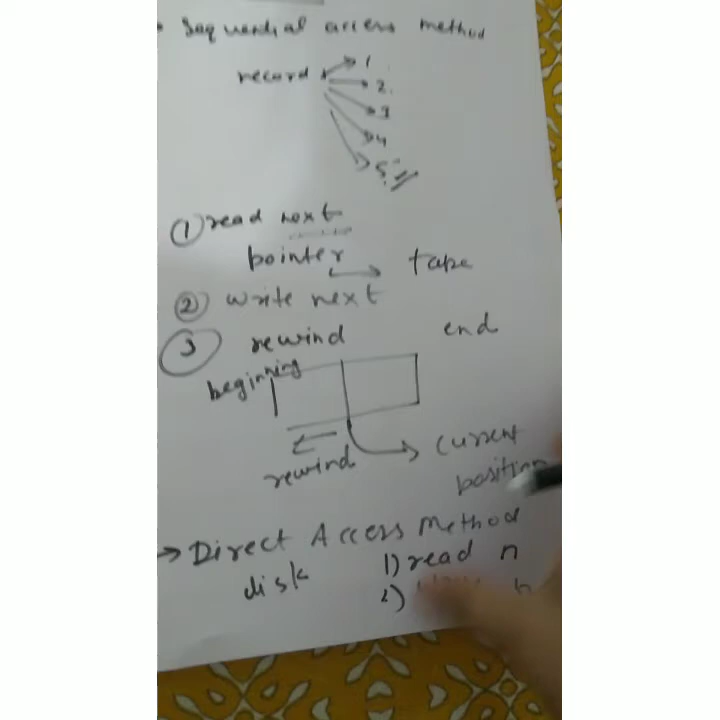 Sequential access method
record 1
2.
3
4
5.
① read next
pointer tape
② write next
③ rewind end
beginning
rewind current position
→ Direct Access Method
disk 1) read n
2) n